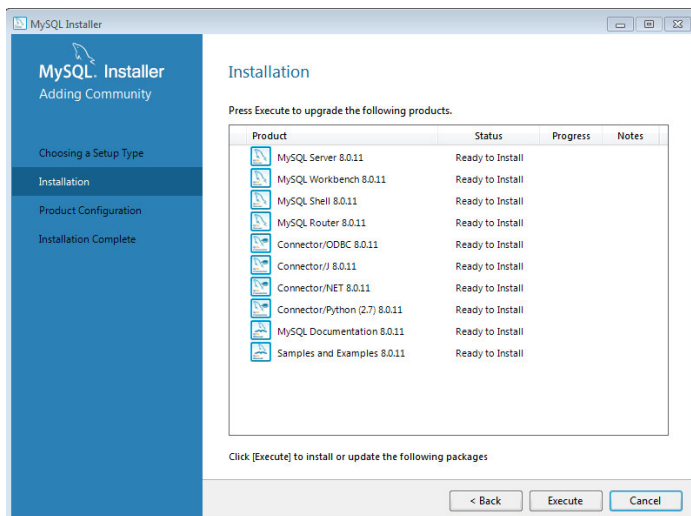 MySQL Installer
MySQL. Installer
Adding Community
Choosing a Setup Type
Installation
Product Configuration
Installation Complete
Installation
Press Execute to upgrade the following products.
Product Status Progress Notes
MySQL Server 8.0.11 Ready to Install
MySQL Workbench 8.0.11 Ready to Install
MySQL Shell 8.0.11 Ready to Install
MySQL Router 8.0.11 Ready to Install
Connector/ODBC 8.0.11 Ready to Install
Connector/J 8.0.11 Ready to Install
Connector/NET 8.0.11 Ready to Install
Connector/Python (2.7) 8.0.11 Ready to Install
MySQL Documentation 8.0.11 Ready to Install
Samples and Examples 8.0.11 Ready to Install
Click [Execute] to install or update the following packages
< Back Execute Cancel